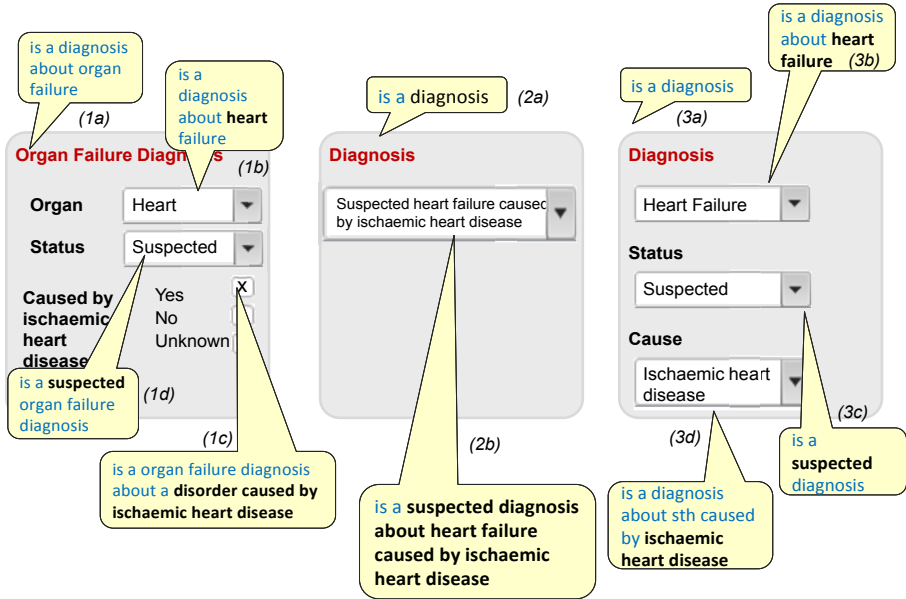 is a diagnosis
about organ
failure
(1a)
is a
diagnosis
about heart
failure
(1b)
Organ Failure Diagnosis
Organ
Heart
Status
Suspected
Caused by
ischaemic
heart
disease
Yes
X
No
Unknown
is a suspected
organ failure
diagnosis
(1d)
(1c)
is a organ failure diagnosis
about a disorder caused by
ischaemic heart disease
is a diagnosis
(2a)
Diagnosis
Suspected heart failure caused
by ischaemic heart disease
(2b)
is a suspected diagnosis
about heart failure
caused by ischaemic
heart disease
is a diagnosis
about heart
failure
(3b)
is a diagnosis
(3a)
Diagnosis
Heart Failure
Status
Suspected
Cause
Ischaemic heart
disease
(3c)
(3d)
is a
suspected
diagnosis
is a diagnosis
about sth caused
by ischaemic
heart disease